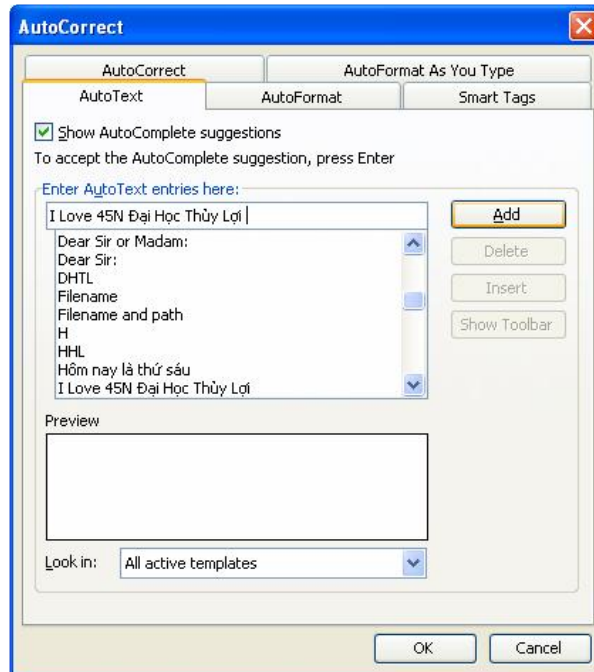 AutoCorrect
AutoCorrect
AutoFormat As You Type
AutoText
AutoFormat
Smart Tags
Show AutoComplete suggestions
To accept the AutoComplete suggestion, press Enter
Enter AutoText entries here:
I Love 45N Đại Học Thủy Lợi
Add
Dear Sir or Madam:
Dear Sir:
DHTL
Filename
Filename and path
H
HHL
Hôm nay là thứ sáu
I Love 45N Đại Học Thủy Lợi
Delete
Insert
Show Toolbar
Preview
Look in:
All active templates
OK
Cancel